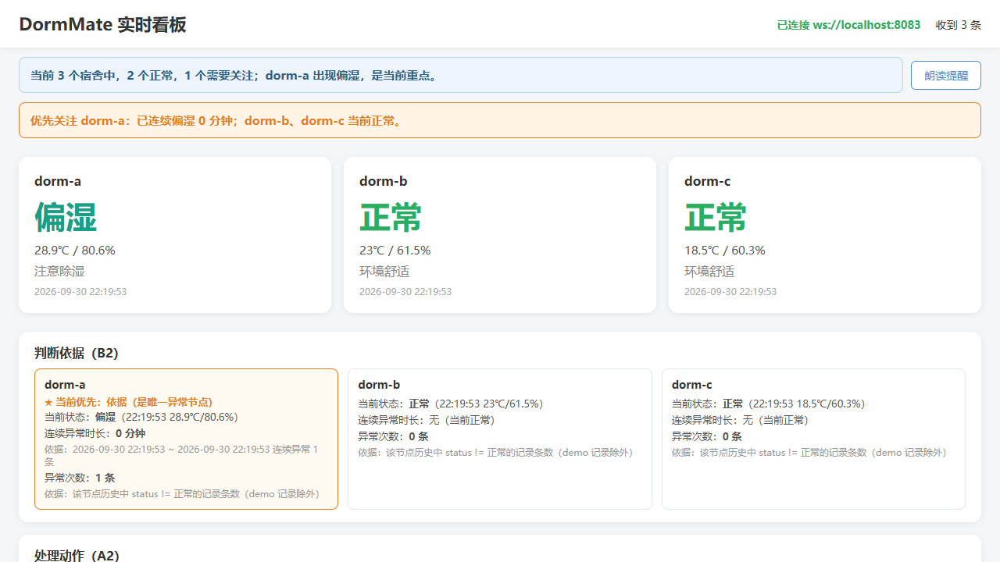 DormMate 实时看板
已连接 ws://localhost:8083 收到 3 条
当前 3 个宿舍中，2 个正常，1 个需要关注；dorm-a 出现偏湿，是当前重点。
朗读提醒
优先关注 dorm-a：已连续偏湿 0 分钟；dorm-b、dorm-c 当前正常。
dorm-a
偏湿
28.9℃ / 80.6%
注意除湿
2026-09-30 22:19:53
dorm-b
正常
23℃ / 61.5%
环境舒适
2026-09-30 22:19:53
dorm-c
正常
18.5℃ / 60.3%
环境舒适
2026-09-30 22:19:53
判断依据（B2）
dorm-a
★ 当前优先：依据（是唯一异常节点）
当前状态：偏湿（22:19:53 28.9℃/80.6%）
连续异常时长：0 分钟
依据：2026-09-30 22:19:53 ~ 2026-09-30 22:19:53 连续异常 1
条
异常次数：1 条
依据：该节点历史中 status != 正常的记录条数（demo 记录除外）
dorm-b
当前状态：正常（22:19:53 23℃/61.5%）
连续异常时长：无（当前正常）
异常次数：0 条
依据：该节点历史中 status != 正常的记录条数（demo 记录除外）
dorm-c
当前状态：正常（22:19:53 18.5℃/60.3%）
连续异常时长：无（当前正常）
异常次数：0 条
依据：该节点历史中 status != 正常的记录条数（demo 记录除外）
处理动作（A2）